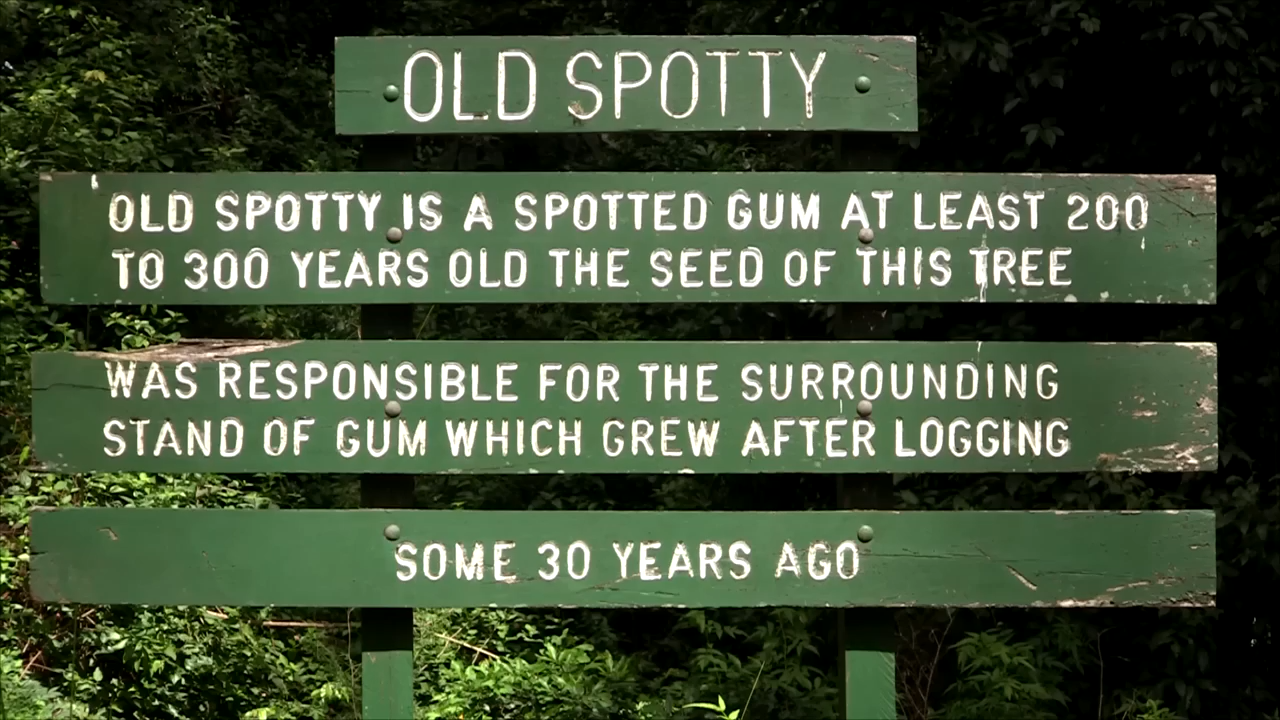 OLD SPOTTY
OLD SPOTTY IS A SPOTTED GUM AT LEAST 200
TO 300 YEARS OLD THE SEED OF THIS TREE
WAS RESPONSIBLE FOR THE SURROUNDING
STAND OF GUM WHICH GREW AFTER LOGGING
SOME 30 YEARS AGO